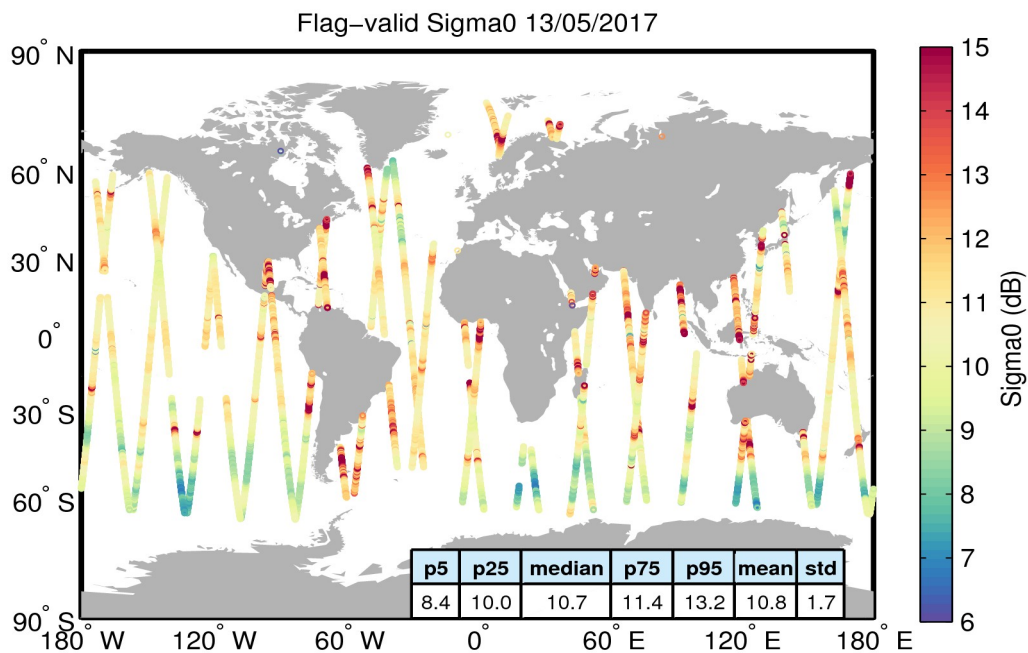 Flag−valid Sigma0 13/05/2017
90° N
60° N
30° N
0°
30° S
60° S
90° S
180° W
120° W
60° W
0°
60° E
120° E
180° E
p5 p25 median p75 p95 mean std
8.4 10.0 10.7 11.4 13.2 10.8 1.7
15
14
13
12
11
10
9
8
7
6
Sigma0 (dB)